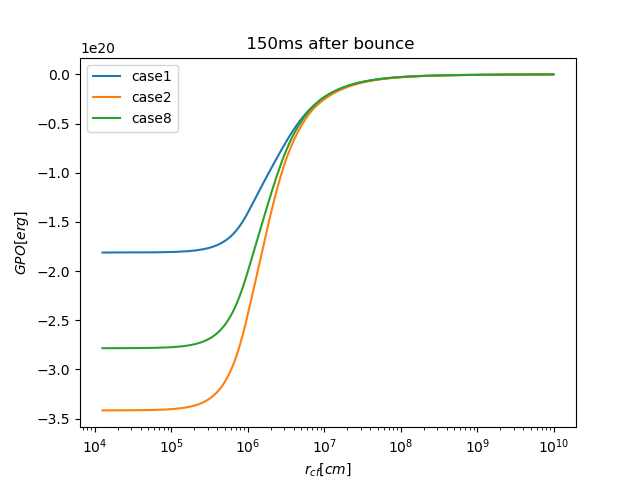 150ms after bounce
1e20
case1
case2
case8
0.0
−0.5
−1.0
−1.5
−2.0
−2.5
−3.0
−3.5
GPO[erg]
10^4 10^5 10^6 10^7 10^8 10^9 10^10
r_cf[cm]